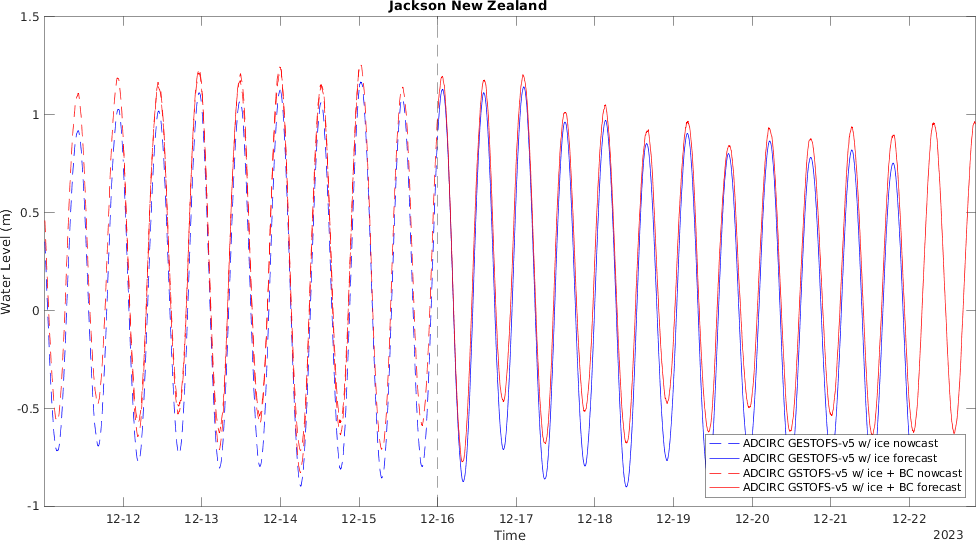 Jackson New Zealand
1.5
1
0.5
0
-0.5
-1
Water Level (m)
12-12
12-13
12-14
12-15
12-16
12-17
12-18
12-19
12-20
12-21
12-22
Time
2023
ADCIRC GESTOFS-v5 w/ ice nowcast
ADCIRC GESTOFS-v5 w/ ice forecast
ADCIRC GSTOFS-v5 w/ ice + BC nowcast
ADCIRC GSTOFS-v5 w/ ice + BC forecast